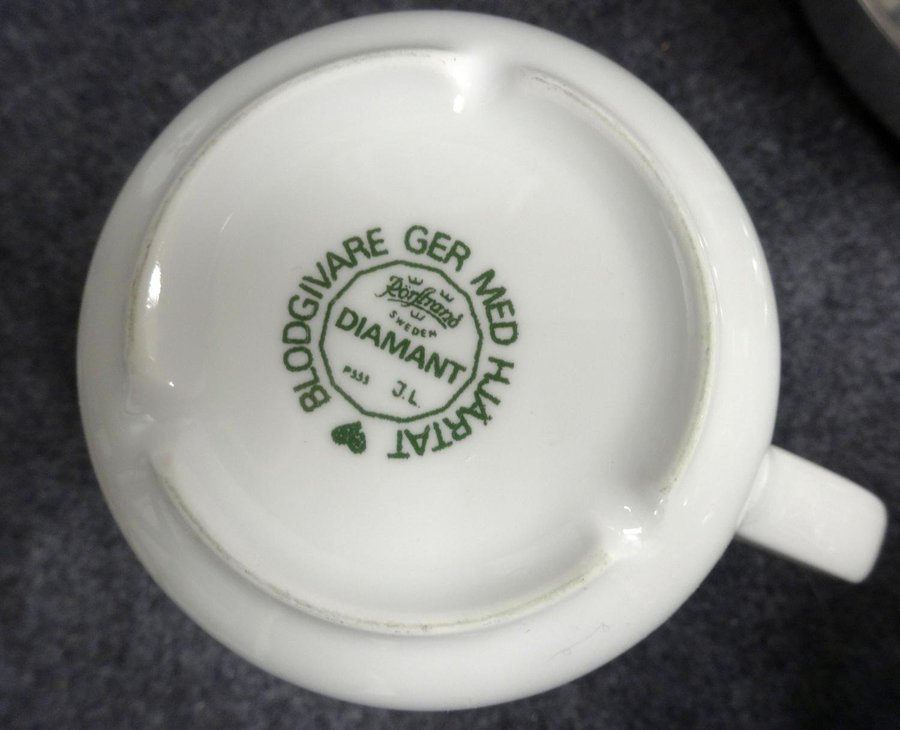 BLODGIVARE GER MED HJÄRTAT
Rörstrand
SWEDEN
DIAMANT
J.L.